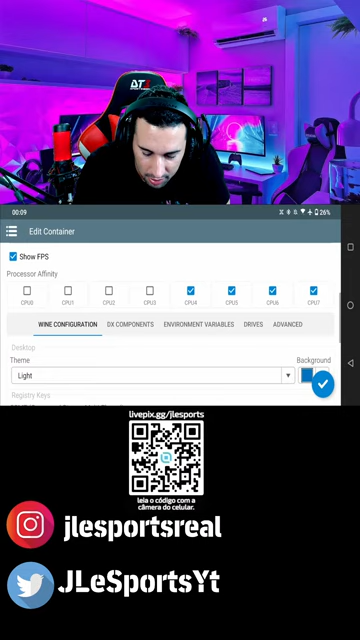 DTX
00:09
26%
Edit Container
Show FPS
Processor Affinity
CPU0 CPU1 CPU2 CPU3 CPU4 CPU5 CPU6 CPU7
WINE CONFIGURATION DX COMPONENTS ENVIRONMENT VARIABLES DRIVES ADVANCED
Desktop
Theme Background
Light
Registry Keys
livepix.gg/jlesports
leia o código com a
câmera do celular.
jlesportsreal
JLeSportsYt